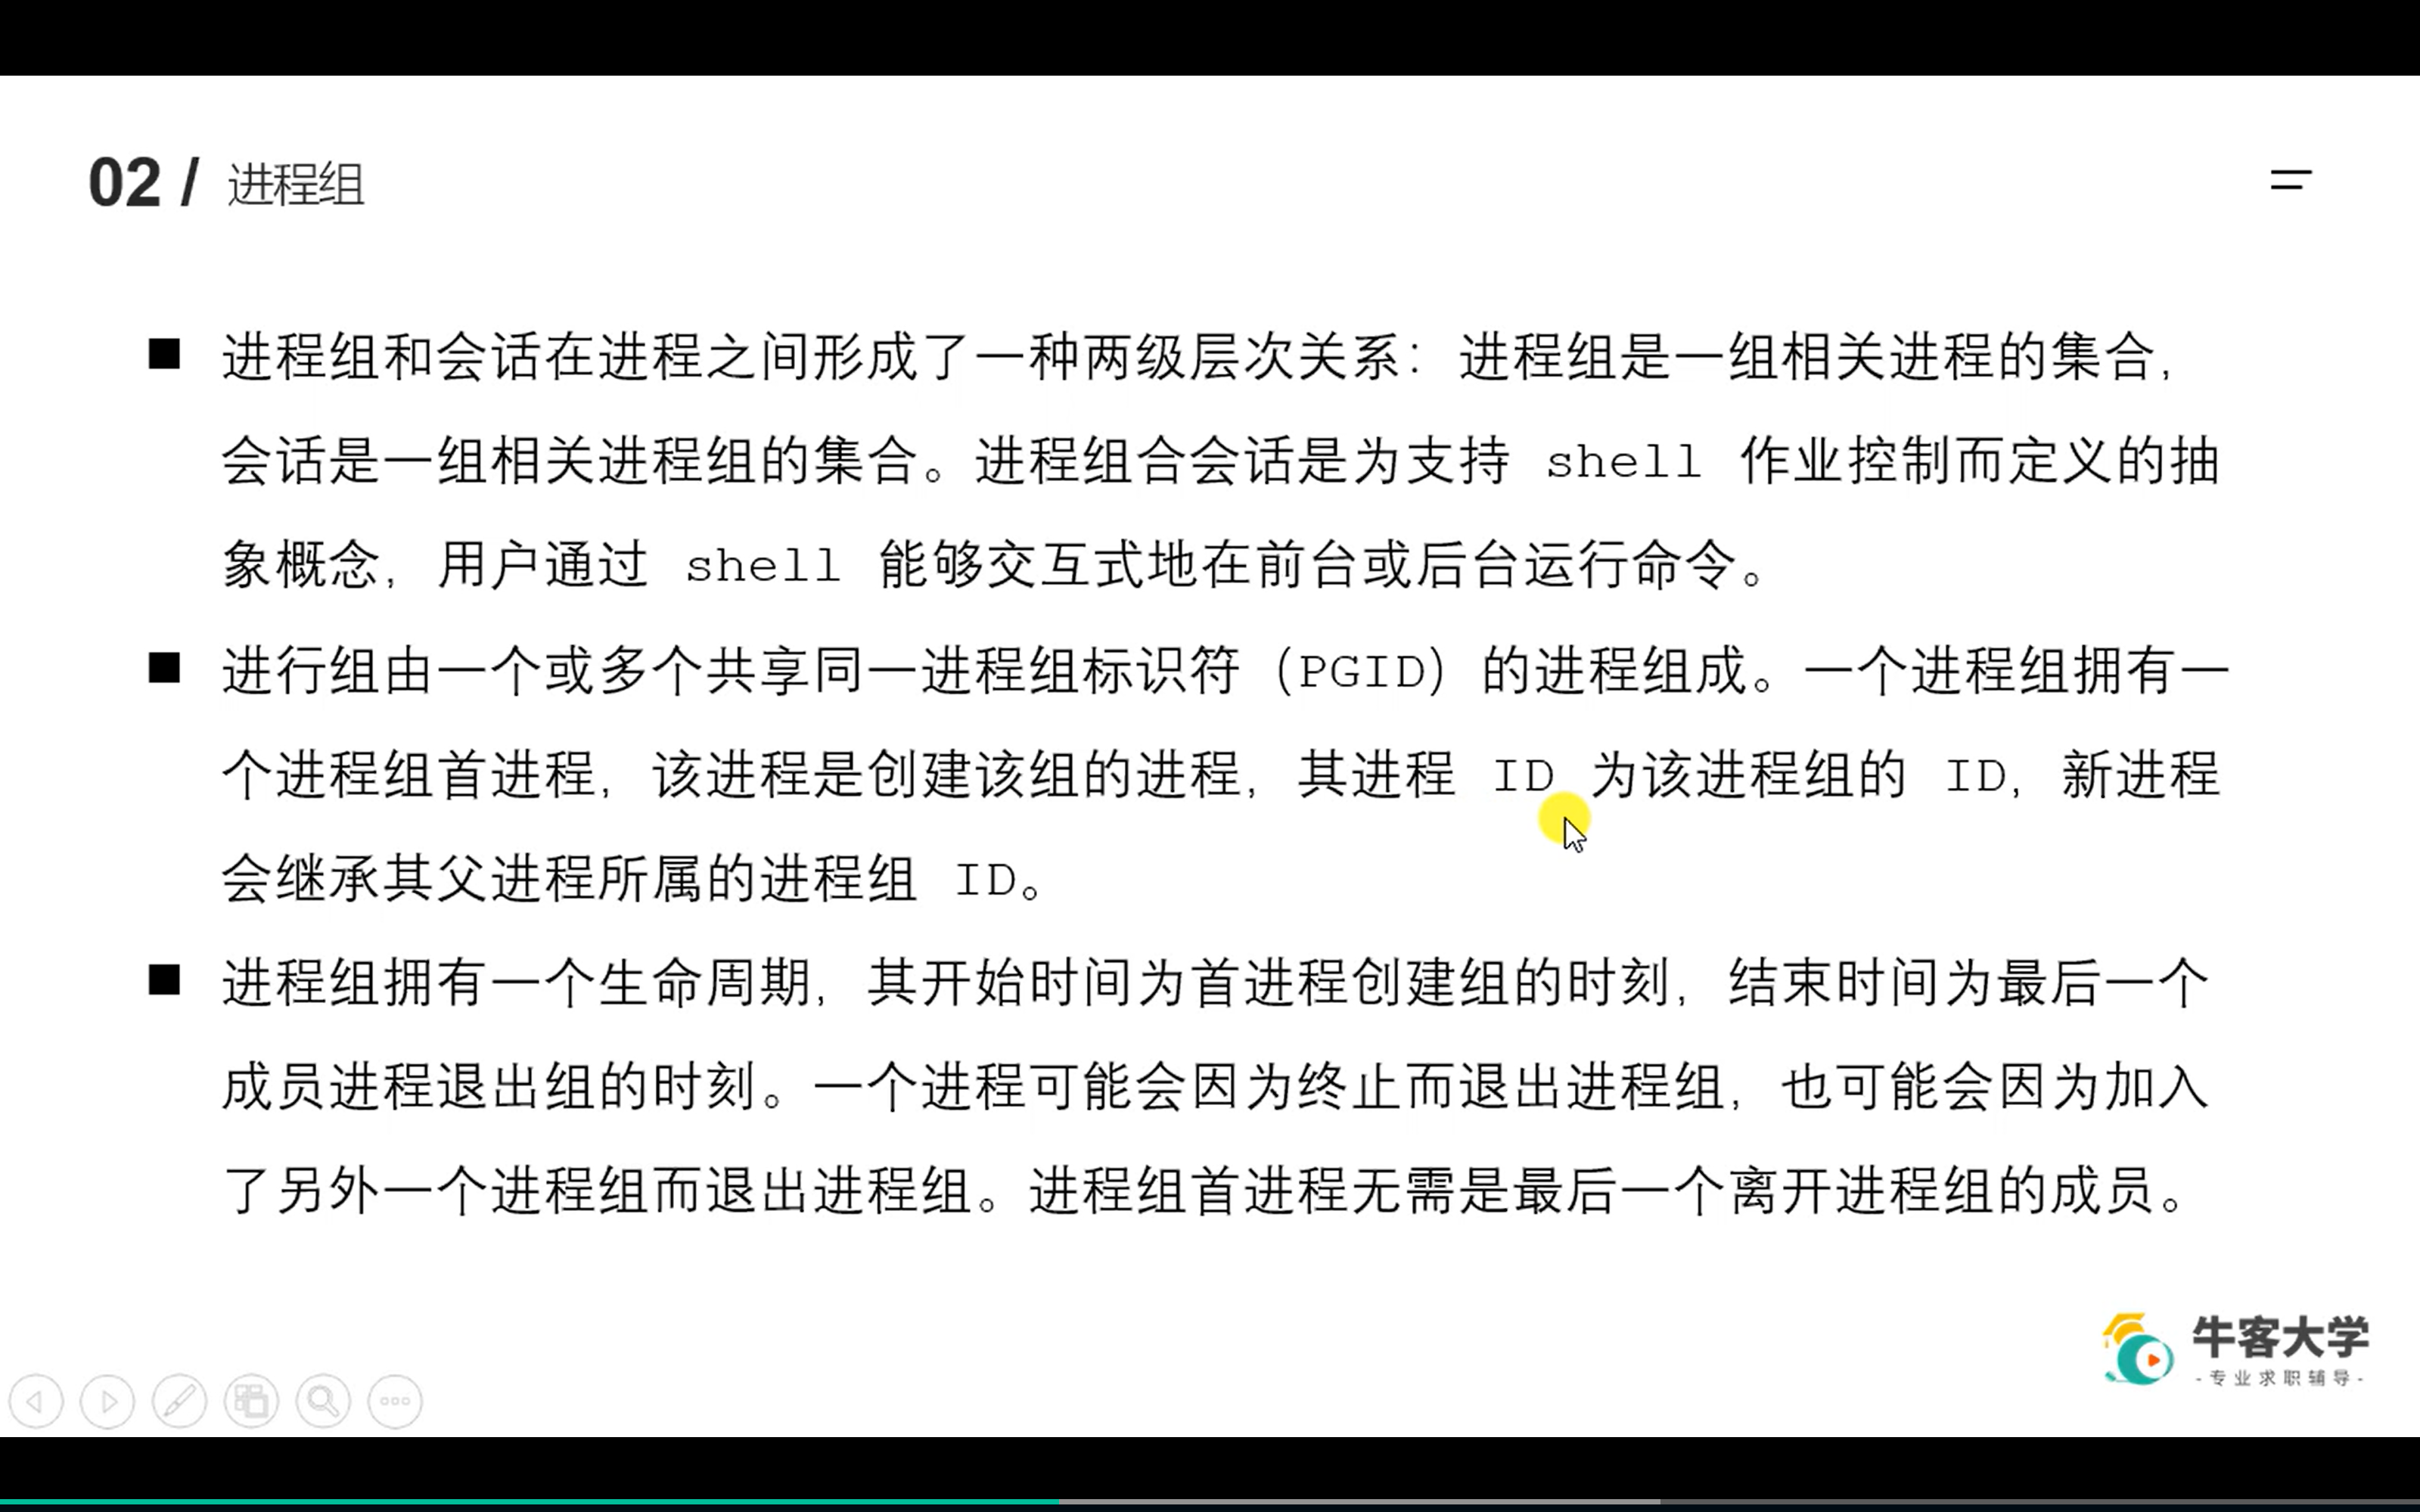 02 / 进程组
■ 进程组和会话在进程之间形成了一种两级层次关系：进程组是一组相关进程的集合，
会话是一组相关进程组的集合。进程组合会话是为支持 shell 作业控制而定义的抽
象概念，用户通过 shell 能够交互式地在前台或后台运行命令。
■ 进行组由一个或多个共享同一进程组标识符（PGID）的进程组成。一个进程组拥有一
个进程组首进程，该进程是创建该组的进程，其进程 ID 为该进程组的 ID，新进程
会继承其父进程所属的进程组 ID。
■ 进程组拥有一个生命周期，其开始时间为首进程创建组的时刻，结束时间为最后一个
成员进程退出组的时刻。一个进程可能会因为终止而退出进程组，也可能会因为加入
了另外一个进程组而退出进程组。进程组首进程无需是最后一个离开进程组的成员。
牛客大学
-专业求职辅导-